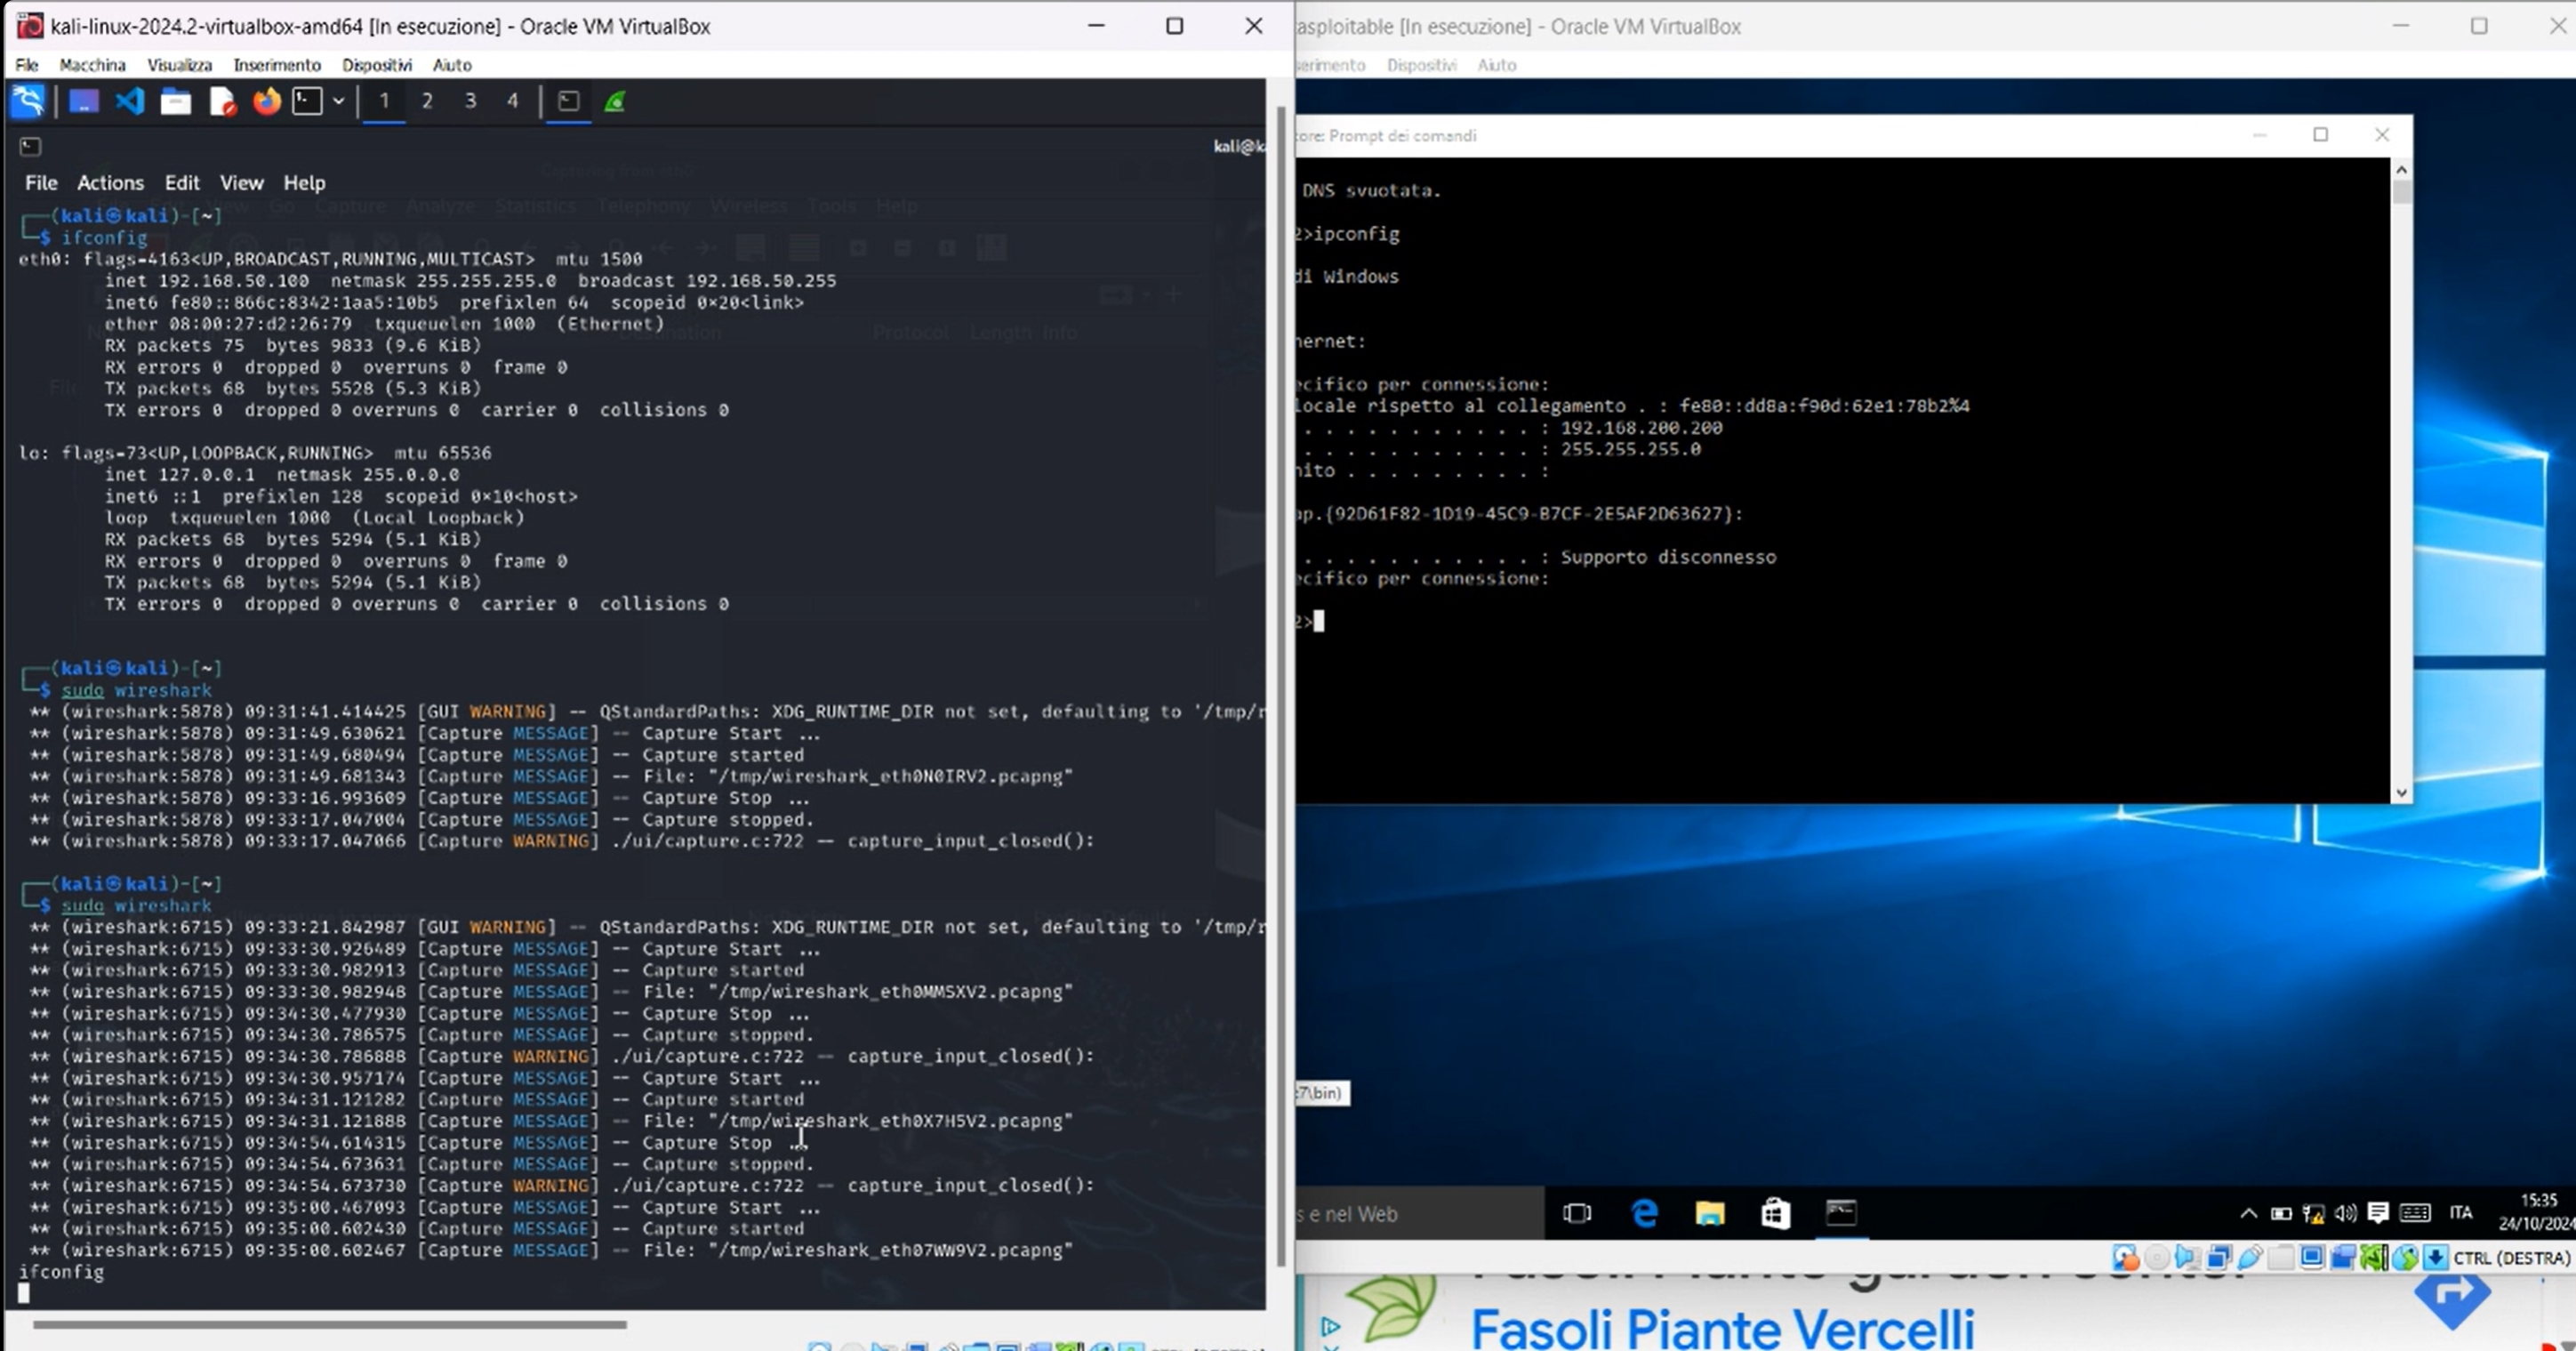 kali-linux-2024.2-virtualbox-amd64 [In esecuzione] - Oracle VM VirtualBox
File Macchina Visualizza Inserimento Dispositivi Aiuto
1 2 3 4
kali@k
File Actions Edit View Help
(kali㉿kali)-[~]
$ ifconfig
eth0: flags=4163<UP,BROADCAST,RUNNING,MULTICAST> mtu 1500
inet 192.168.50.100 netmask 255.255.255.0 broadcast 192.168.50.255
inet6 fe80::866c:8342:1aa5:10b5 prefixlen 64 scopeid 0×20<link>
ether 08:00:27:d2:26:79 txqueuelen 1000 (Ethernet)
RX packets 75 bytes 9833 (9.6 KiB)
RX errors 0 dropped 0 overruns 0 frame 0
TX packets 68 bytes 5528 (5.3 KiB)
TX errors 0 dropped 0 overruns 0 carrier 0 collisions 0
lo: flags=73<UP,LOOPBACK,RUNNING> mtu 65536
inet 127.0.0.1 netmask 255.0.0.0
inet6 ::1 prefixlen 128 scopeid 0×10<host>
loop txqueuelen 1000 (Local Loopback)
RX packets 68 bytes 5294 (5.1 KiB)
RX errors 0 dropped 0 overruns 0 frame 0
TX packets 68 bytes 5294 (5.1 KiB)
TX errors 0 dropped 0 overruns 0 carrier 0 collisions 0
(kali㉿kali)-[~]
$ sudo wireshark
** (wireshark:5878) 09:31:41.414425 [GUI WARNING] -- QStandardPaths: XDG_RUNTIME_DIR not set, defaulting to '/tmp/r
** (wireshark:5878) 09:31:49.630621 [Capture MESSAGE] -- Capture Start ...
** (wireshark:5878) 09:31:49.680494 [Capture MESSAGE] -- Capture started
** (wireshark:5878) 09:31:49.681343 [Capture MESSAGE] -- File: "/tmp/wireshark_eth0N0IRV2.pcapng"
** (wireshark:5878) 09:33:16.993609 [Capture MESSAGE] -- Capture Stop ...
** (wireshark:5878) 09:33:17.047004 [Capture MESSAGE] -- Capture stopped.
** (wireshark:5878) 09:33:17.047066 [Capture WARNING] ./ui/capture.c:722 -- capture_input_closed():
(kali㉿kali)-[~]
$ sudo wireshark
** (wireshark:6715) 09:33:21.842987 [GUI WARNING] -- QStandardPaths: XDG_RUNTIME_DIR not set, defaulting to '/tmp/r
** (wireshark:6715) 09:33:30.926489 [Capture MESSAGE] -- Capture Start ...
** (wireshark:6715) 09:33:30.982913 [Capture MESSAGE] -- Capture started
** (wireshark:6715) 09:33:30.982948 [Capture MESSAGE] -- File: "/tmp/wireshark_eth0MMSXV2.pcapng"
** (wireshark:6715) 09:34:30.477930 [Capture MESSAGE] -- Capture Stop ...
** (wireshark:6715) 09:34:30.786575 [Capture MESSAGE] -- Capture stopped.
** (wireshark:6715) 09:34:30.786888 [Capture WARNING] ./ui/capture.c:722 -- capture_input_closed():
** (wireshark:6715) 09:34:30.957174 [Capture MESSAGE] -- Capture Start ...
** (wireshark:6715) 09:34:31.121282 [Capture MESSAGE] -- Capture started
** (wireshark:6715) 09:34:31.121888 [Capture MESSAGE] -- File: "/tmp/wireshark_eth0X7H5V2.pcapng"
** (wireshark:6715) 09:34:54.614315 [Capture MESSAGE] -- Capture Stop ...
** (wireshark:6715) 09:34:54.673631 [Capture MESSAGE] -- Capture stopped.
** (wireshark:6715) 09:34:54.673730 [Capture WARNING] ./ui/capture.c:722 -- capture_input_closed():
** (wireshark:6715) 09:35:00.467093 [Capture MESSAGE] -- Capture Start ...
** (wireshark:6715) 09:35:00.602430 [Capture MESSAGE] -- Capture started
** (wireshark:6715) 09:35:00.602467 [Capture MESSAGE] -- File: "/tmp/wireshark_eth07WW9V2.pcapng"
ifconfig
asploitable [In esecuzione] - Oracle VM VirtualBox
serimento Dispositivi Aiuto
tore: Prompt dei comandi
DNS svuotata.
2>ipconfig
di Windows
hernet:
ecifico per connessione:
locale rispetto al collegamento . : fe80::dd8a:f90d:62e1:78b2%4
. . . . . . . . . . . : 192.168.200.200
. . . . . . . . . . . : 255.255.255.0
nito . . . . . . . . . :
ap.{92D61F82-1D19-45C9-B7CF-2E5AF2D63627}:
. . . . . . . . . . . : Supporto disconnesso
ecifico per connessione:
2>
:7\bin)
s e nel Web
ITA
15:35
24/10/2024
CTRL (DESTRA)
Fasoli Piante Vercelli